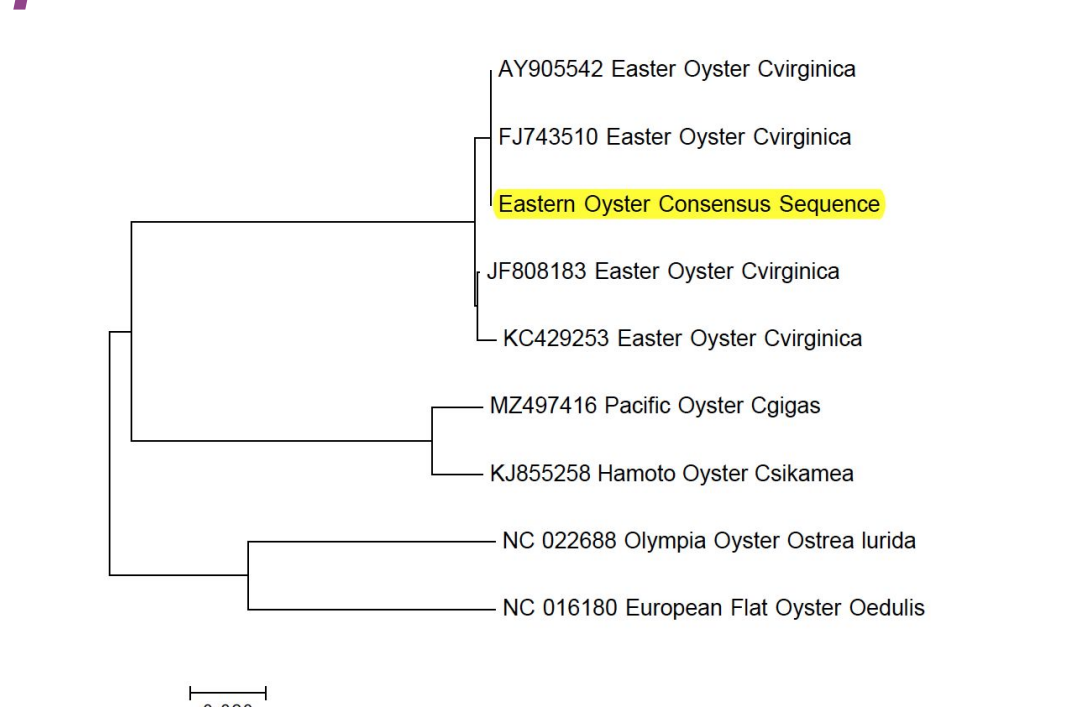 AY905542 Easter Oyster Cvirginica
FJ743510 Easter Oyster Cvirginica
Eastern Oyster Consensus Sequence
JF808183 Easter Oyster Cvirginica
KC429253 Easter Oyster Cvirginica
MZ497416 Pacific Oyster Cgigas
KJ855258 Hamoto Oyster Csikamea
NC 022688 Olympia Oyster Ostrea lurida
NC 016180 European Flat Oyster Oedulis